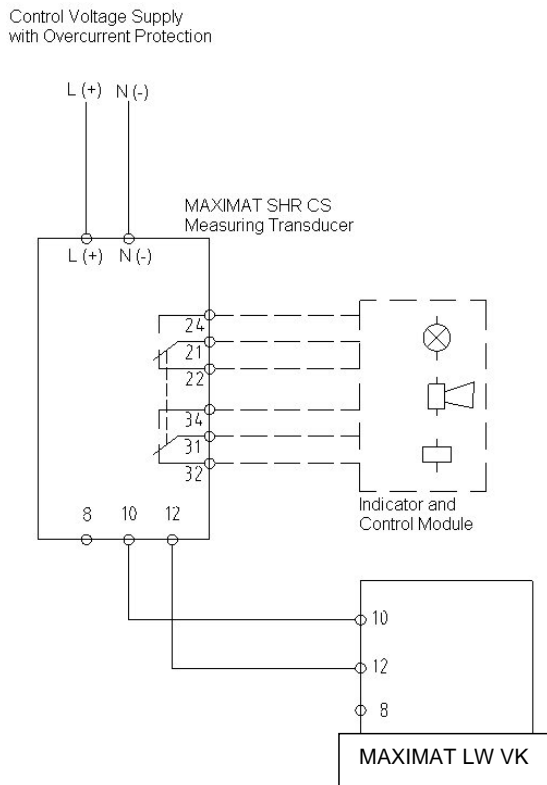 Control Voltage Supply
with Overcurrent Protection
L (+) N (-)
MAXIMAT SHR CS
Measuring Transducer
L (+) N (-)
24
21
22
34
31
32
8 10 12
Indicator and
Control Module
10
12
8
MAXIMAT LW VK